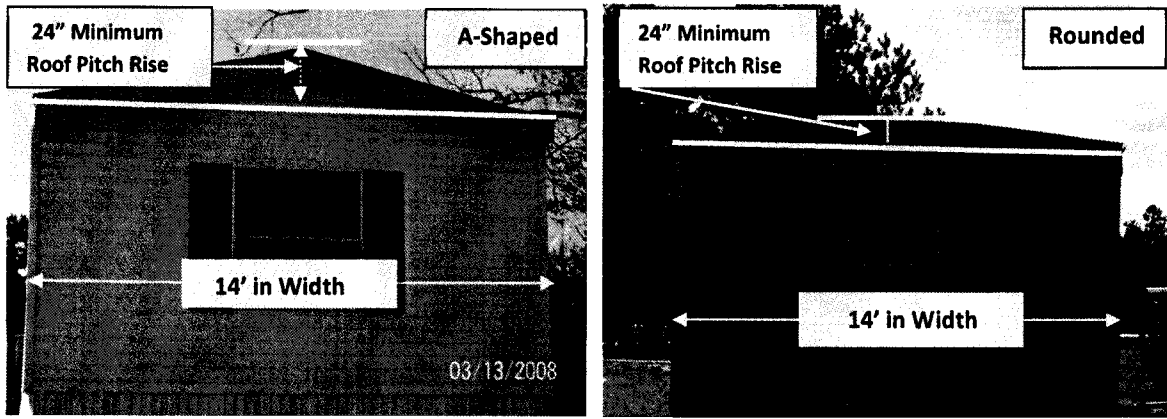 24” Minimum
Roof Pitch Rise
A-Shaped
14’ in Width
03/13/2008
24” Minimum
Roof Pitch Rise
Rounded
14’ in Width